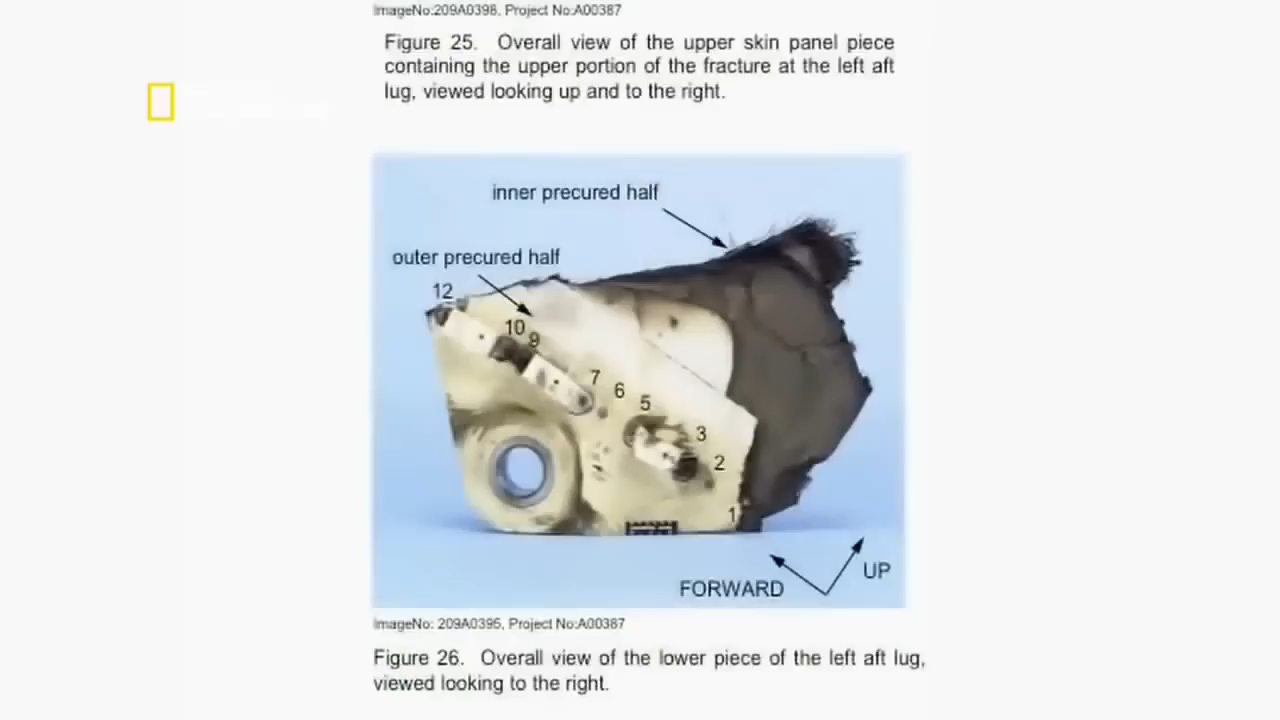 ImageNo:209A0398, Project No:A00387
Figure 25. Overall view of the upper skin panel piece
containing the upper portion of the fracture at the left aft
lug, viewed looking up and to the right.
inner precured half
outer precured half
12
10
9
7
6
5
3
2
1
UP
FORWARD
ImageNo: 209A0395, Project No:A00387
Figure 26. Overall view of the lower piece of the left aft lug,
viewed looking to the right.